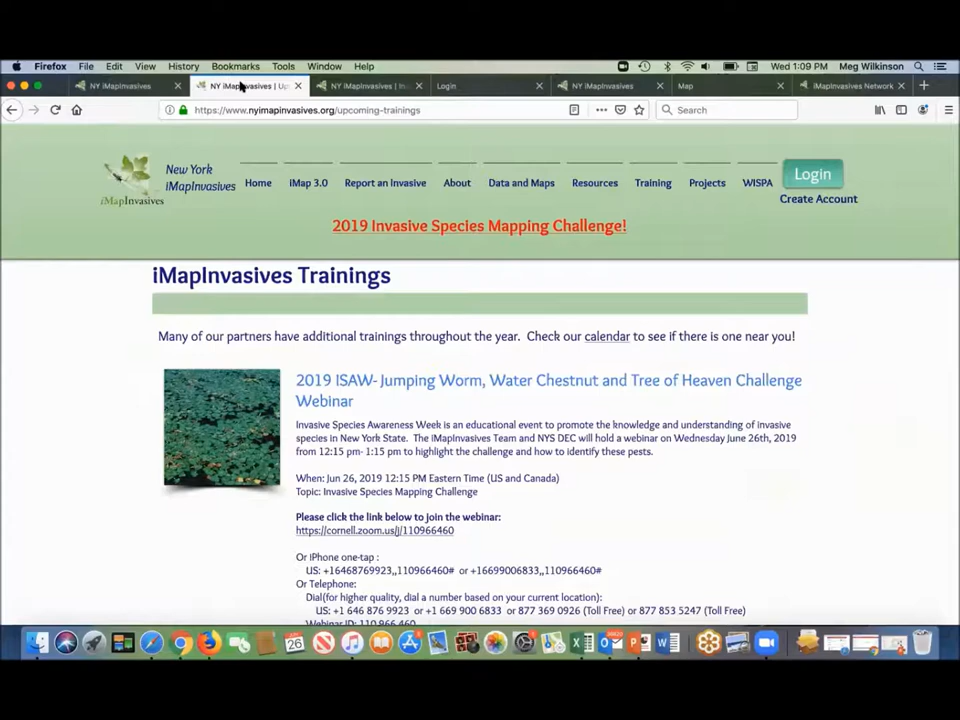 Firefox File Edit View History Bookmarks Tools Window Help Wed 1:09 PM Meg Wilkinson
NY iMapInvasives NY iMapInvasives | Up NY iMapInvasives | Login NY iMapInvasives Map iMapInvasives Network
https://www.nyimapinvasives.org/upcoming-trainings Search
New York
iMapInvasives
iMapInvasives
Home iMap 3.0 Report an Invasive About Data and Maps Resources Training Projects WISPA
Login
Create Account
2019 Invasive Species Mapping Challenge!
iMapInvasives Trainings
Many of our partners have additional trainings throughout the year. Check our calendar to see if there is one near you!
2019 ISAW- Jumping Worm, Water Chestnut and Tree of Heaven Challenge
Webinar
Invasive Species Awareness Week is an educational event to promote the knowledge and understanding of invasive
species in New York State. The iMapInvasives Team and NYS DEC will hold a webinar on Wednesday June 26th, 2019
from 12:15 pm- 1:15 pm to highlight the challenge and how to identify these pests.
When: Jun 26, 2019 12:15 PM Eastern Time (US and Canada)
Topic: Invasive Species Mapping Challenge
Please click the link below to join the webinar:
https://cornell.zoom.us/j/110966460
Or iPhone one-tap :
US: +16468769923,,110966460# or +16699006833,,110966460#
Or Telephone:
Dial(for higher quality, dial a number based on your current location):
US: +1 646 876 9923 or +1 669 900 6833 or 877 369 0926 (Toll Free) or 877 853 5247 (Toll Free)
Webinar ID: 110 966 460
26